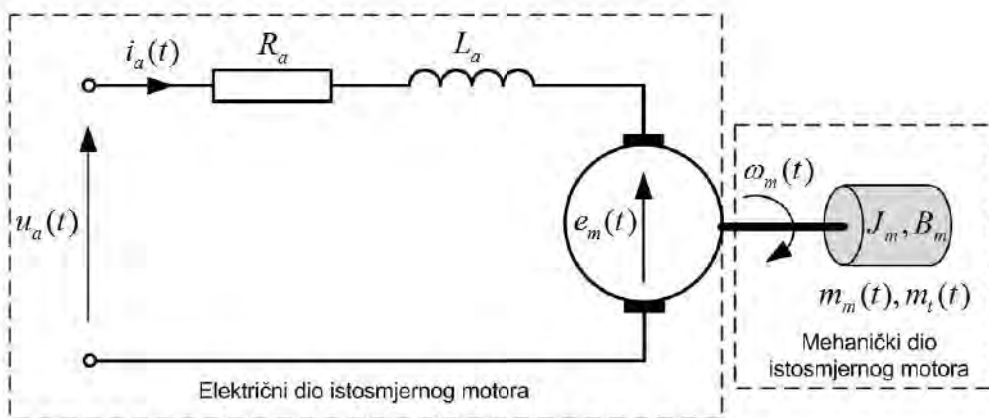 i_a(t)
R_a
L_a
u_a(t)
e_m(t)
ω_m(t)
J_m, B_m
m_m(t), m_t(t)
Mehanički dio
istosmjernog motora
Električni dio istosmjernog motora